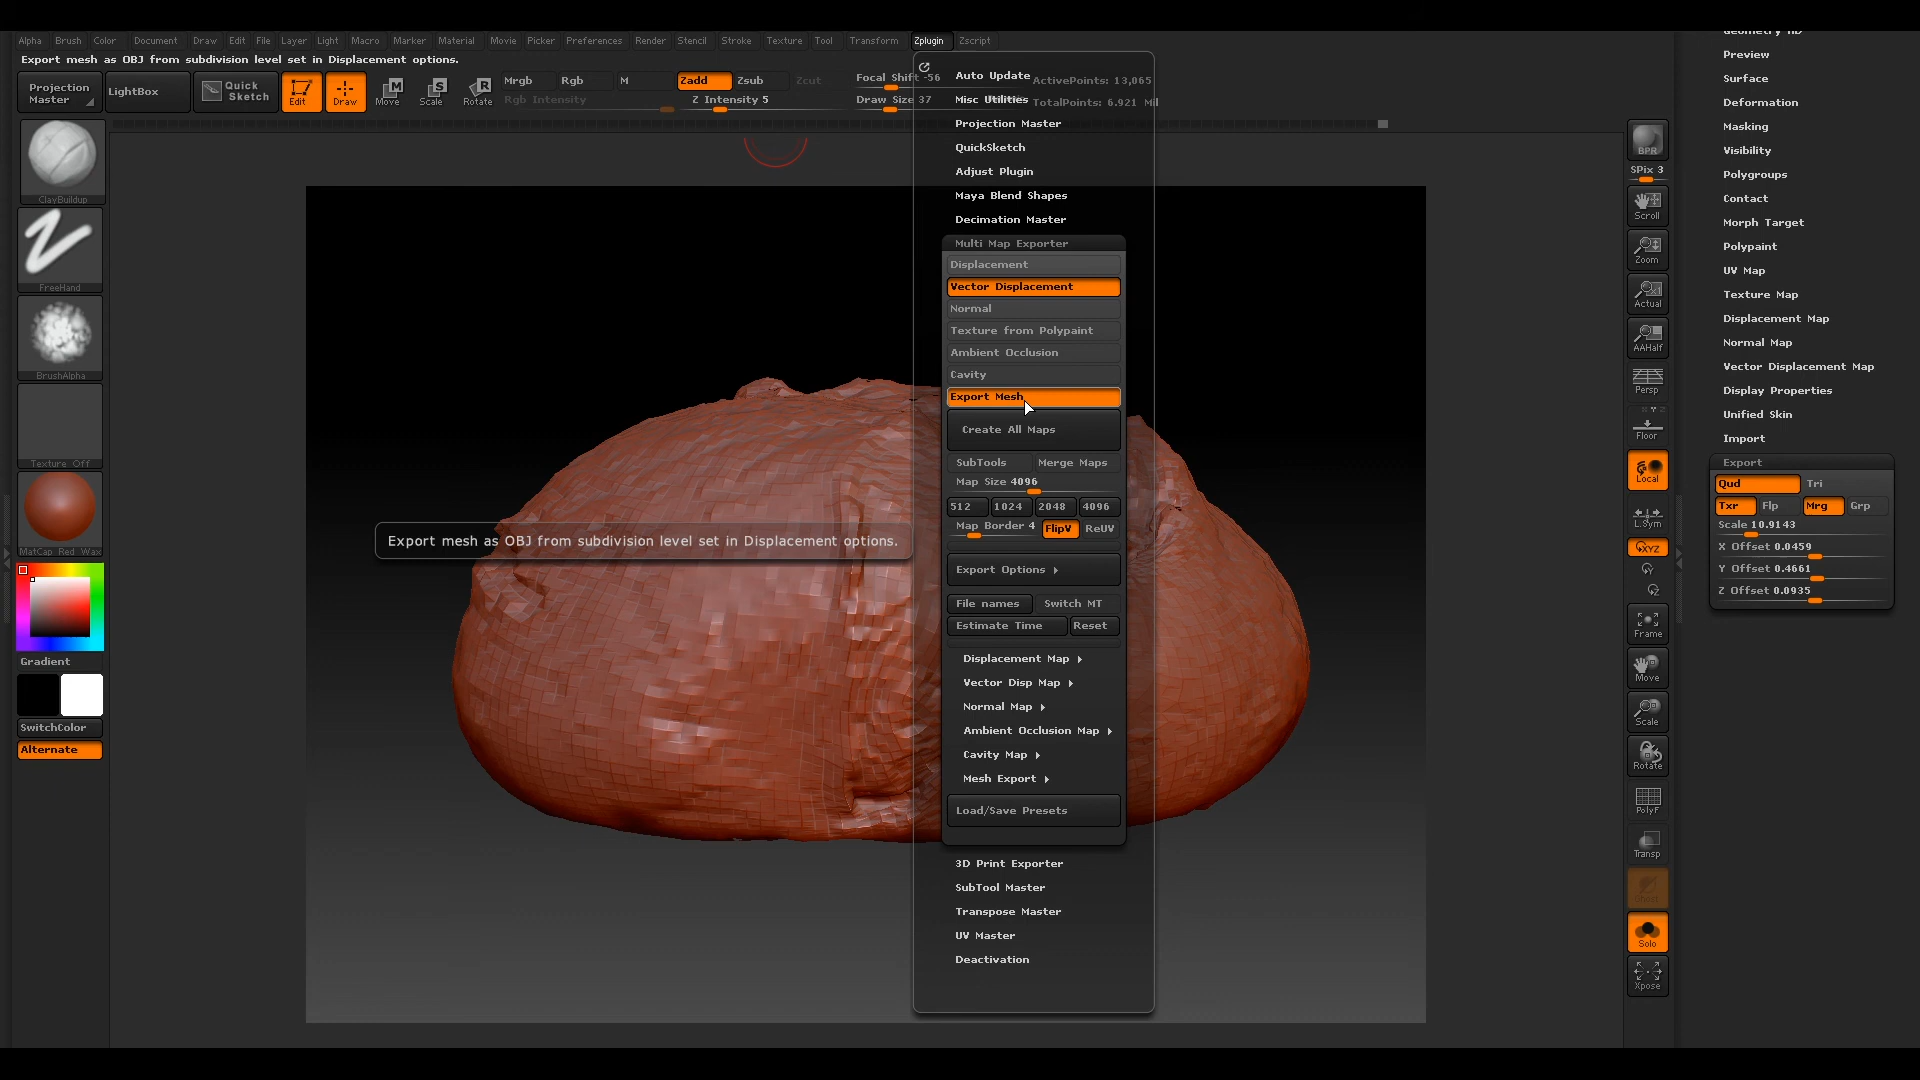 Alpha Brush Color Document Draw Edit File Layer Light Macro Marker Material Movie Picker Preferences Render Stencil Stroke Texture Tool Transform Zplugin Zscript
Export mesh as OBJ from subdivision level set in Displacement options.
Projection Master
LightBox
Quick Sketch
Edit
Draw
Move
Scale
Rotate
Mrgb Rgb M
Rgb Intensity
Zadd Zsub Zcut
Z Intensity 5
Focal Shift -56
Draw Size 37
ActivePoints: 13,065
TotalPoints: 6.921 Mil
ClayBuildup
FreeHand
BrushAlpha
Texture Off
MatCap Red Wax
Gradient
SwitchColor
Alternate
Auto Update
Misc Utilities
Projection Master
QuickSketch
Adjust Plugin
Maya Blend Shapes
Decimation Master
Multi Map Exporter
Displacement
Vector Displacement
Normal
Texture from Polypaint
Ambient Occlusion
Cavity
Export Mesh
Create All Maps
SubTools Merge Maps
Map Size 4096
512 1024 2048 4096
Map Border 4 FlipV ReUV
Export Options
File names Switch MT
Estimate Time Reset
Displacement Map
Vector Disp Map
Normal Map
Ambient Occlusion Map
Cavity Map
Mesh Export
Load/Save Presets
3D Print Exporter
SubTool Master
Transpose Master
UV Master
Deactivation
Export mesh as OBJ from subdivision level set in Displacement options.
BPR
SPix 3
Scroll
Zoom
Actual
AAHalf
Persp
Floor
Local
L.Sym
XYZ
Frame
Move
Scale
Rotate
PolyF
Transp
Solo
Xpose
Geometry HD
Preview
Surface
Deformation
Masking
Visibility
Polygroups
Contact
Morph Target
Polypaint
UV Map
Texture Map
Displacement Map
Normal Map
Vector Displacement Map
Display Properties
Unified Skin
Import
Export
Qud Tri
Txr Flp Mrg Grp
Scale 10.9143
X Offset 0.0459
Y Offset 0.4661
Z Offset 0.0935